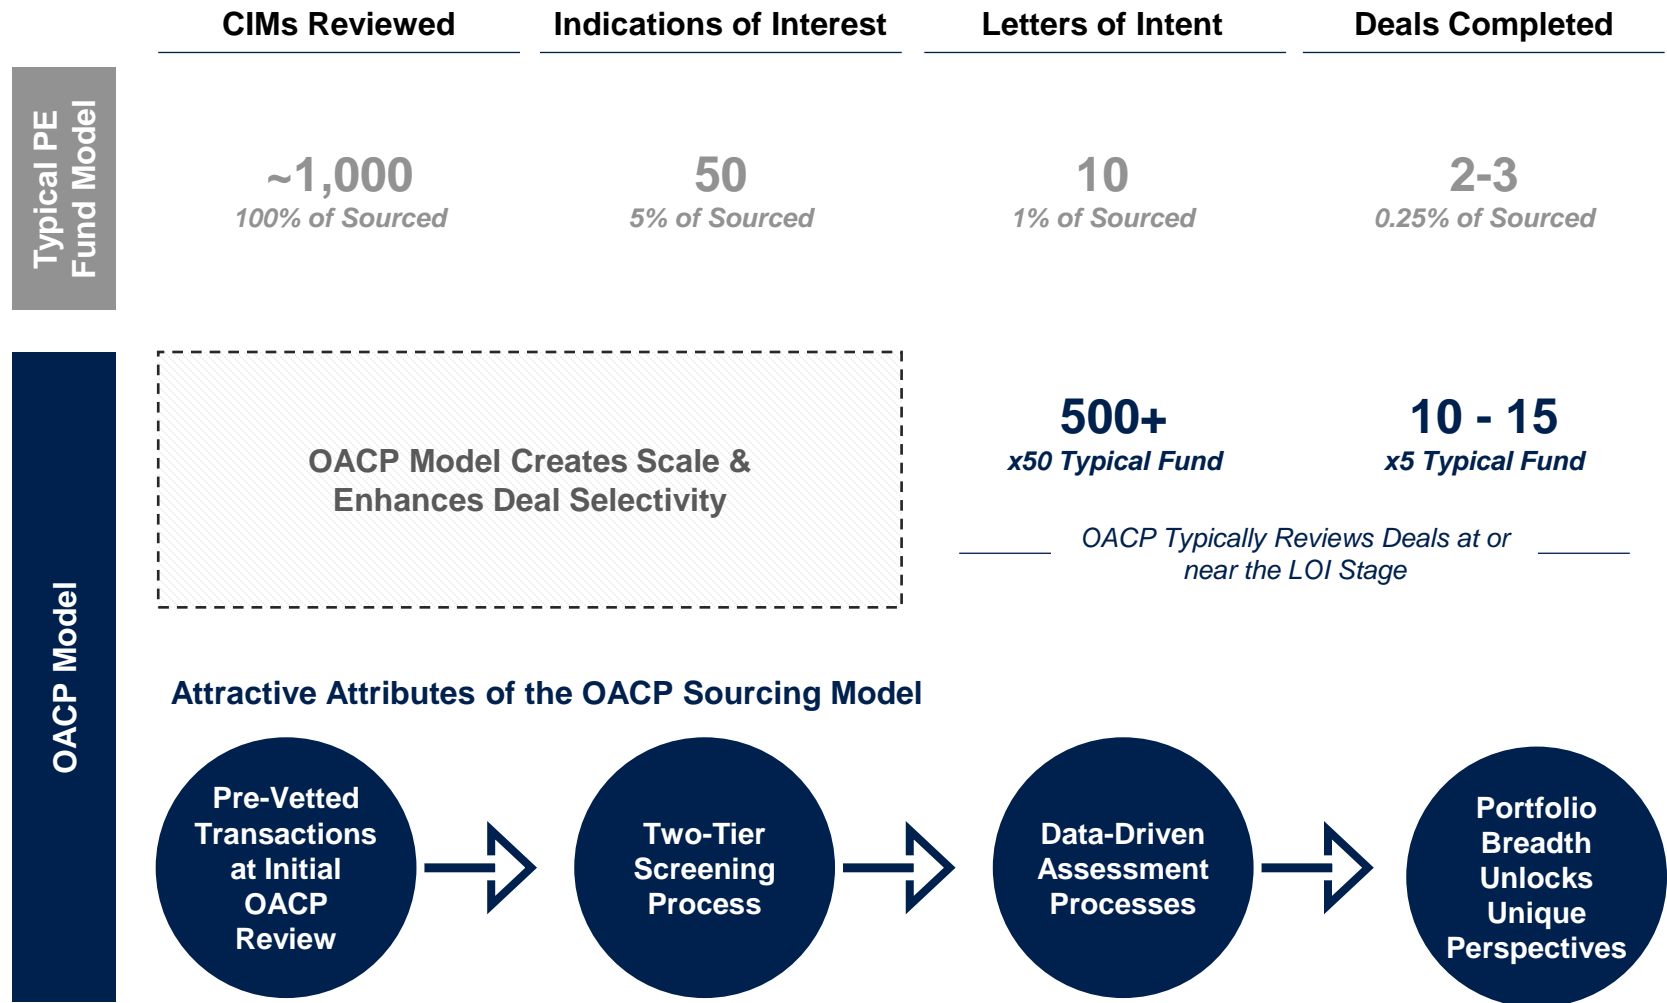 CIMs Reviewed
Indications of Interest
Letters of Intent
Deals Completed
Typical PE
Fund Model
~1,000
100% of Sourced
50
5% of Sourced
10
1% of Sourced
2-3
0.25% of Sourced
OACP Model
OACP Model Creates Scale &
Enhances Deal Selectivity
500+
x50 Typical Fund
10 - 15
x5 Typical Fund
OACP Typically Reviews Deals at or
near the LOI Stage
Attractive Attributes of the OACP Sourcing Model
Pre-Vetted
Transactions
at Initial
OACP
Review
Two-Tier
Screening
Process
Data-Driven
Assessment
Processes
Portfolio
Breadth
Unlocks
Unique
Perspectives